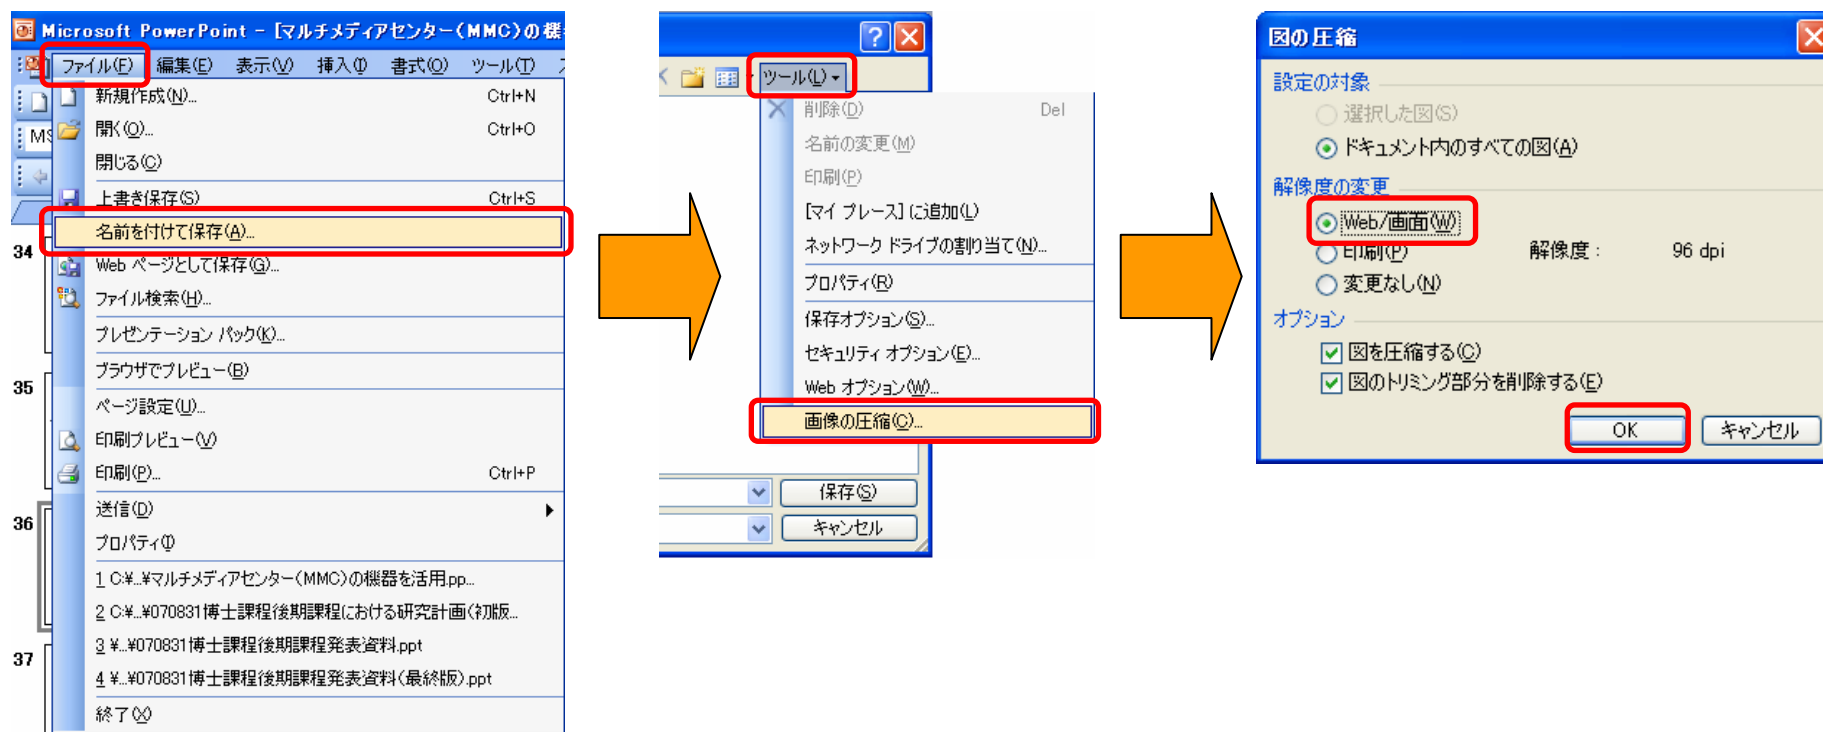 Microsoft PowerPoint - [マルチメディアセンター(MMC)の機
ファイル(F) 編集(E) 表示(V) 挿入(I) 書式(O) ツール(T)
新規作成(N)... Ctrl+N
MS
開く(O)... Ctrl+O
閉じる(C)
上書き保存(S) Ctrl+S
名前を付けて保存(A)...
Web ページとして保存(G)...
ファイル検索(H)...
プレゼンテーション パック(K)...
ブラウザでプレビュー(B)
ページ設定(U)...
印刷プレビュー(V)
印刷(P)... Ctrl+P
送信(D)
プロパティ(I)
1 C:¥...¥マルチメディアセンター(MMC)の機器を活用.pp...
2 C:¥...¥070831博士課程後期課程における研究計画(初版...
3 ¥...¥070831博士課程後期課程発表資料.ppt
4 ¥...¥070831博士課程後期課程発表資料(最終版).ppt
終了(X)
34
35
36
37
ツール(L)
削除(D) Del
名前の変更(M)
印刷(P)
[マイ プレース] に追加(L)
ネットワーク ドライブの割り当て(N)...
プロパティ(R)
保存オプション(S)...
セキュリティ オプション(E)...
Web オプション(W)...
画像の圧縮(C)...
保存(S)
キャンセル
図の圧縮
設定の対象
選択した図(S)
ドキュメント内のすべての図(A)
解像度の変更
Web/画面(W)
印刷(P) 解像度: 96 dpi
変更なし(N)
オプション
図を圧縮する(C)
図のトリミング部分を削除する(E)
OK キャンセル